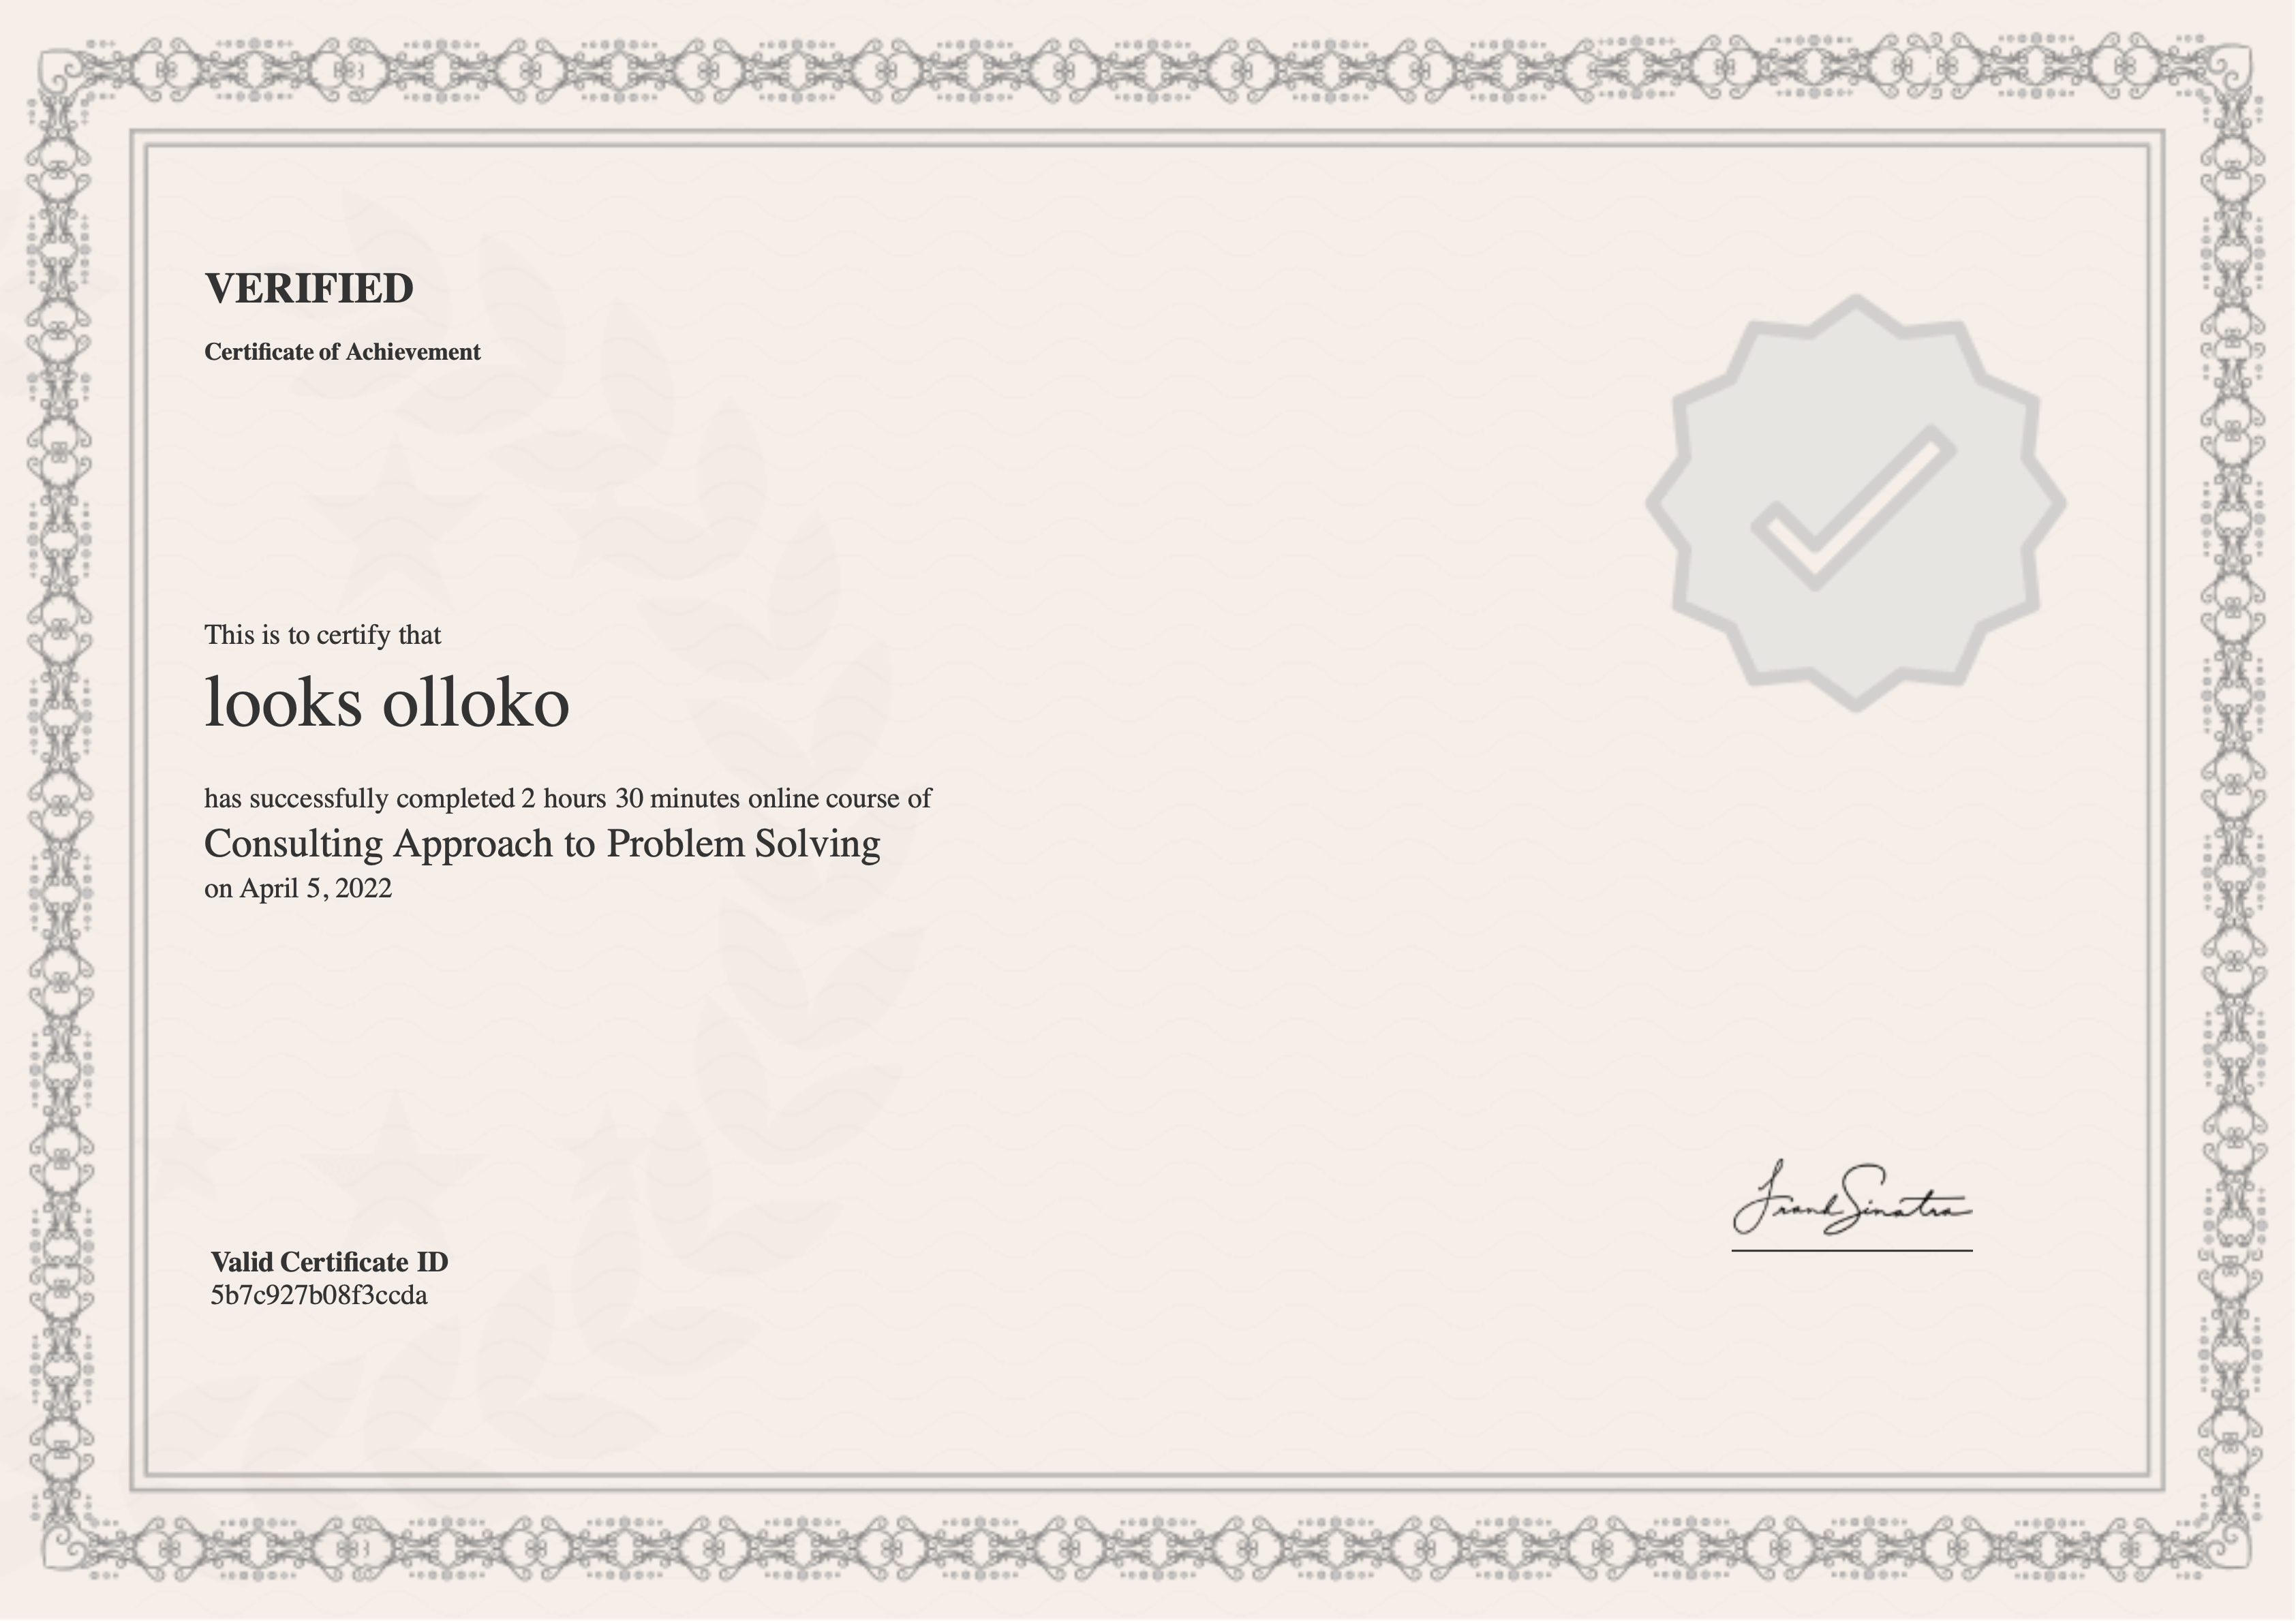 VERIFIED
Certificate of Achievement
This is to certify that
looks olloko
has successfully completed 2 hours 30 minutes online course of
Consulting Approach to Problem Solving
on April 5, 2022
Frank Sinatra
Valid Certificate ID
5b7c927b08f3ccda